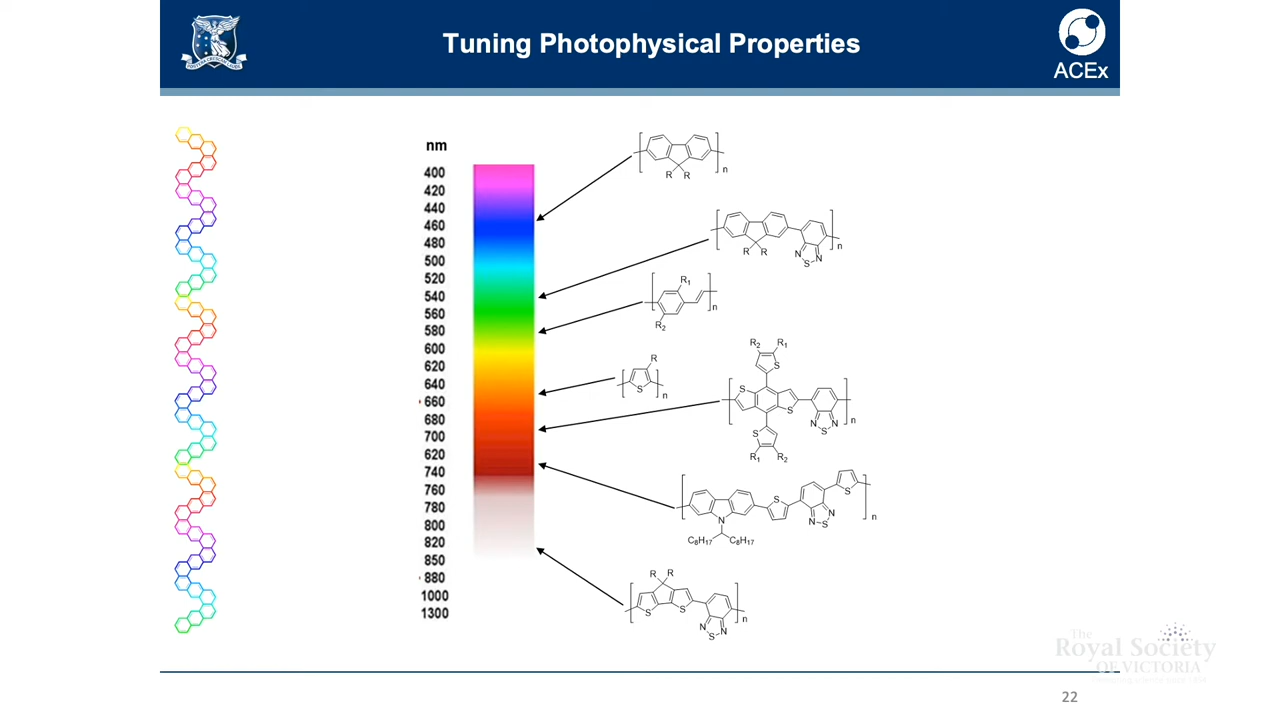 Tuning Photophysical Properties
ACEx
nm
400
420
440
460
480
500
520
540
560
580
600
620
640
660
680
700
620
740
760
780
800
820
850
880
1000
1300
R R
n
R R
N N
S
n
R1
R2
n
R
S
n
R2 R1
S
S
S
N N
S
S
R1 R2
n
S
S
N
N
S
N
C8H17 C8H17
n
R R
S S
N N
S
n
The
Royal Society
OF VICTORIA
22